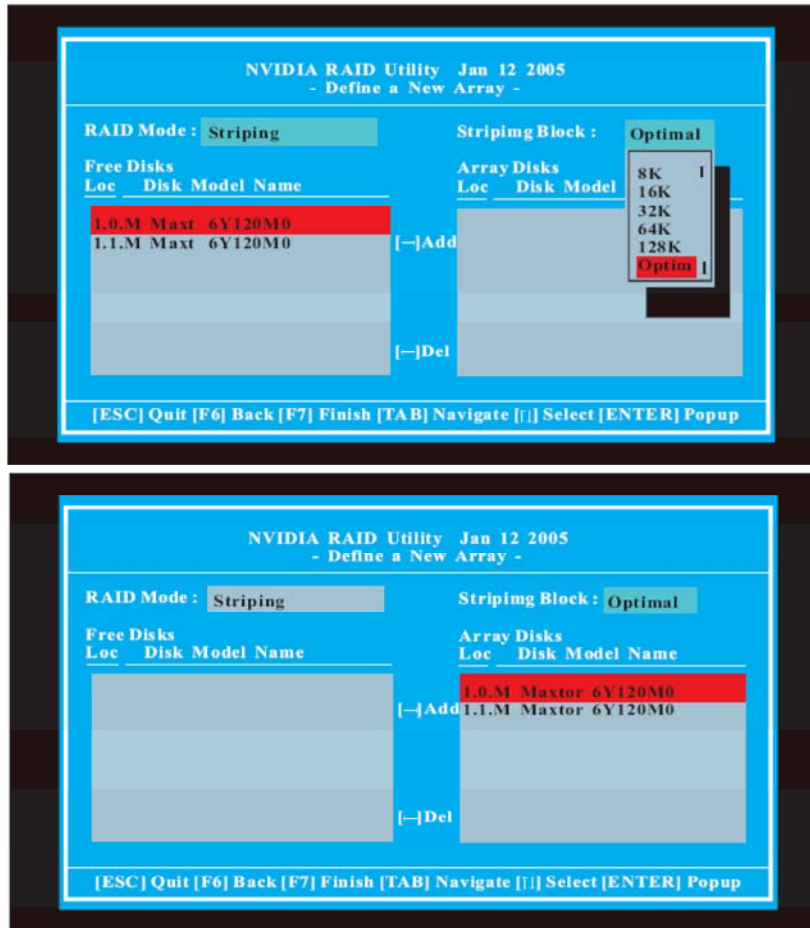 NVIDIA RAID Utility Jan 12 2005
- Define a New Array -
RAID Mode : Striping
Stripimg Block : Optimal
Free Disks
Loc Disk Model Name
1.0.M Maxt 6Y120M0
1.1.M Maxt 6Y120M0
[—]Add
[—]Del
Array Disks
Loc Disk Model
8K
16K
32K
64K
128K
Optim
[ESC] Quit [F6] Back [F7] Finish [TAB] Navigate [↑↓] Select [ENTER] Popup
NVIDIA RAID Utility Jan 12 2005
- Define a New Array -
RAID Mode : Striping
Stripimg Block : Optimal
Free Disks
Loc Disk Model Name
[—]Add
[—]Del
Array Disks
Loc Disk Model Name
1.0.M Maxtor 6Y120M0
1.1.M Maxtor 6Y120M0
[ESC] Quit [F6] Back [F7] Finish [TAB] Navigate [↑↓] Select [ENTER] Popup